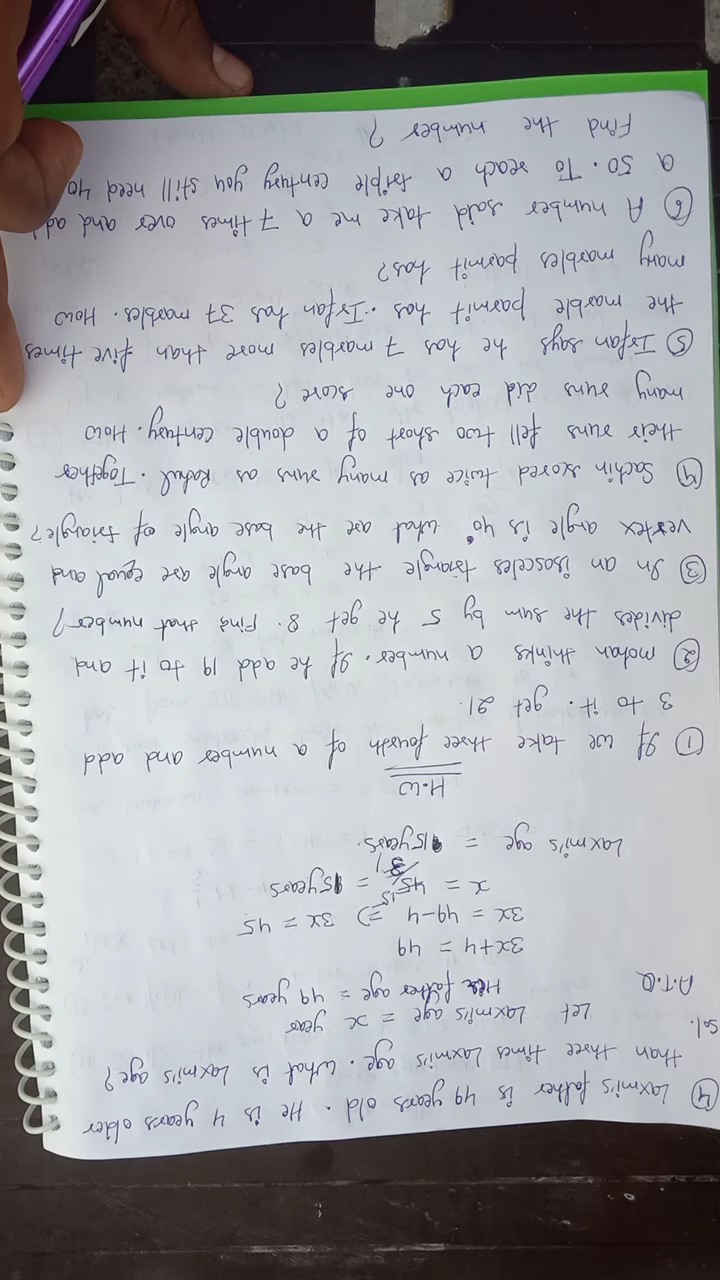 ④ Laxmi's father is 49 years old. He is 4 years older
than three times Laxmi's age. What is Laxmi's age?
Sol. Let Laxmi's age = x year
A.T.Q father age = 49 years
3x+4 = 49
3x = 49-4 ⇒ 3x = 45
x = 45/3 = 15 years
Laxmi's age = 15 years.
H.W
① If we take three fourth of a number and add
3 to it. get 21.
② mohan thinks a number. If he add 19 to it and
divides the sum by 5 he get 8. Find that number?
③ In an isosceles triangle the base angle are equal and
vertex angle is 40° what are the base angle of triangle?
④ Sachin scored twice as many runs as Rahul. Together
their runs fell two short of a double century. How
many runs did each one score?
⑤ Irfan says he has 7 marbles more than five times
the marble parmit has. Irfan has 37 marbles. How
many marbles parmit has?
⑥ A number said take me a 7 times over and add
a 50. To reach a triple century you still need 40
Find the number?